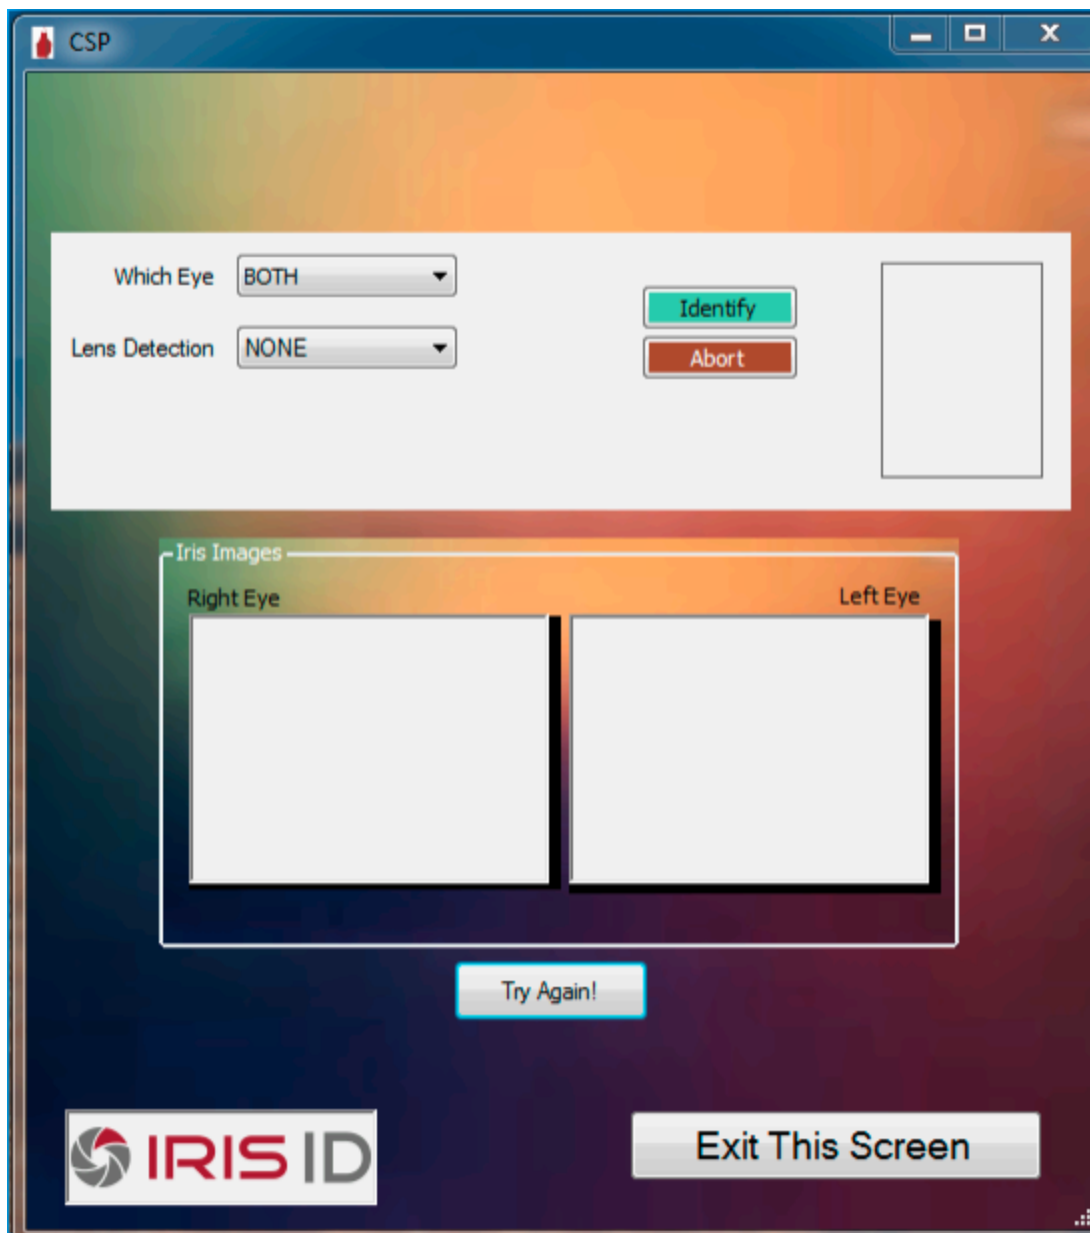 CSP
Which Eye BOTH
Identify
Lens Detection NONE
Abort
Iris Images
Right Eye
Left Eye
Try Again!
IRIS ID
Exit This Screen